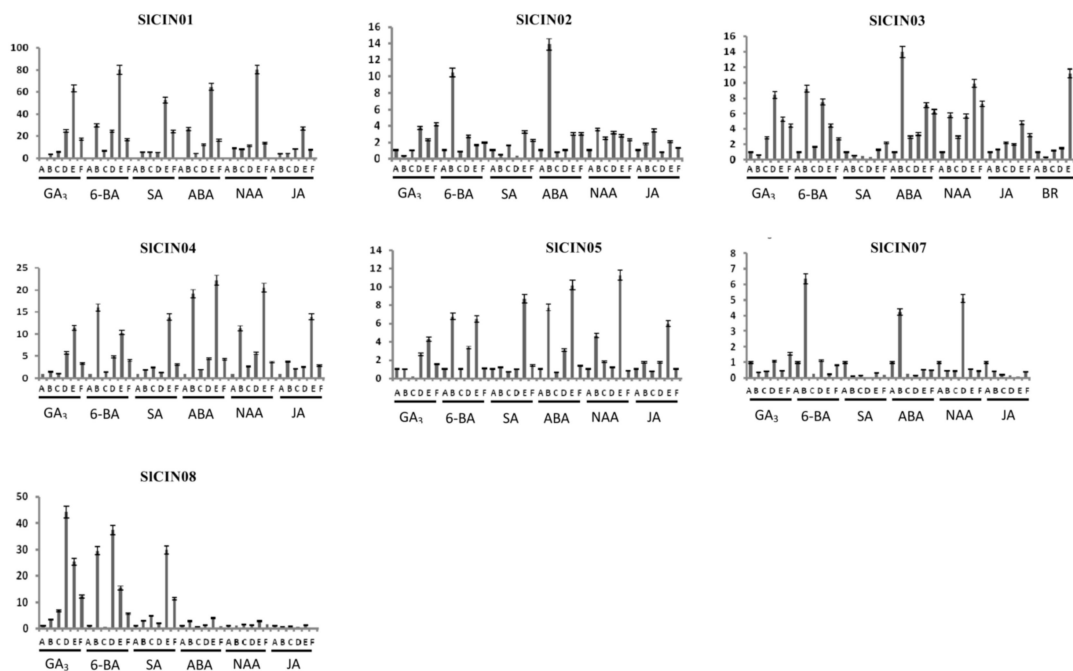 SlCIN01
100
80
60
40
20
0
A B C D E F A B C D E F A B C D E F A B C D E F A B C D E F A B C D E F
GA₃ 6-BA SA ABA NAA JA
SlCIN02
16
14
12
10
8
6
4
2
0
A B C D E F A B C D E F A B C D E F A B C D E F A B C D E F A B C D E F
GA₃ 6-BA SA ABA NAA JA
SlCIN03
16
14
12
10
8
6
4
2
0
A B C D E F A B C D E F A B C D E F A B C D E F A B C D E F A B C D E F A B C D E F
GA₃ 6-BA SA ABA NAA JA BR
SlCIN04
25
20
15
10
5
0
A B C D E F A B C D E F A B C D E F A B C D E F A B C D E F A B C D E F
GA₃ 6-BA SA ABA NAA JA
SlCIN05
14
12
10
8
6
4
2
0
A B C D E F A B C D E F A B C D E F A B C D E F A B C D E F A B C D E F
GA₃ 6-BA SA ABA NAA JA
SlCIN07
8
7
6
5
4
3
2
1
0
A B C D E F A B C D E F A B C D E F A B C D E F A B C D E F A B C D E F
GA₃ 6-BA SA ABA NAA JA
SlCIN08
50
40
30
20
10
0
A B C D E F A B C D E F A B C D E F A B C D E F A B C D E F A B C D E F
GA₃ 6-BA SA ABA NAA JA